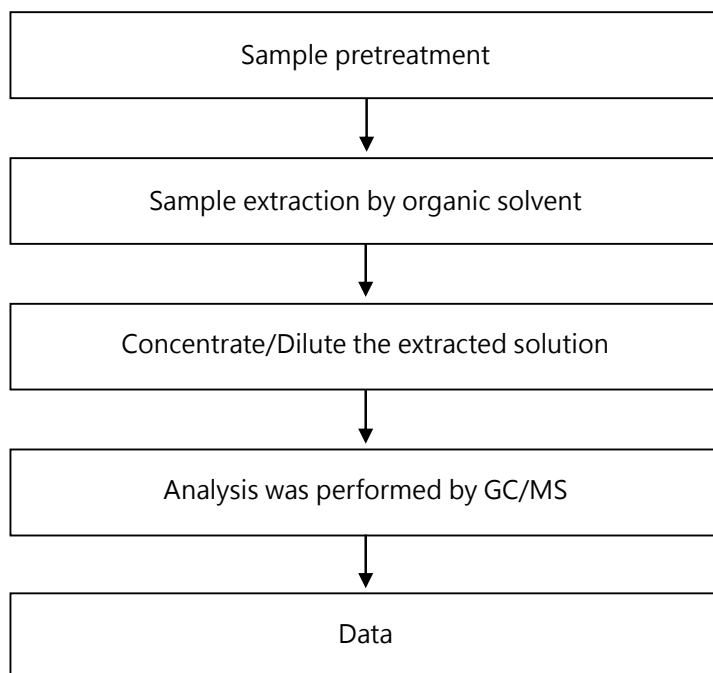 Sample pretreatment
Sample extraction by organic solvent
Concentrate/Dilute the extracted solution
Analysis was performed by GC/MS
Data